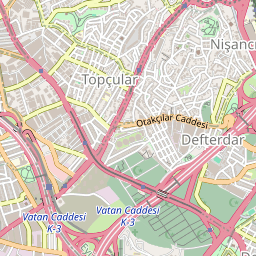 Nişanc
Topçular
Otakçılar Caddesi
Defterdar
Vatan Caddesi
K-3
Vatan Caddesi
K-3